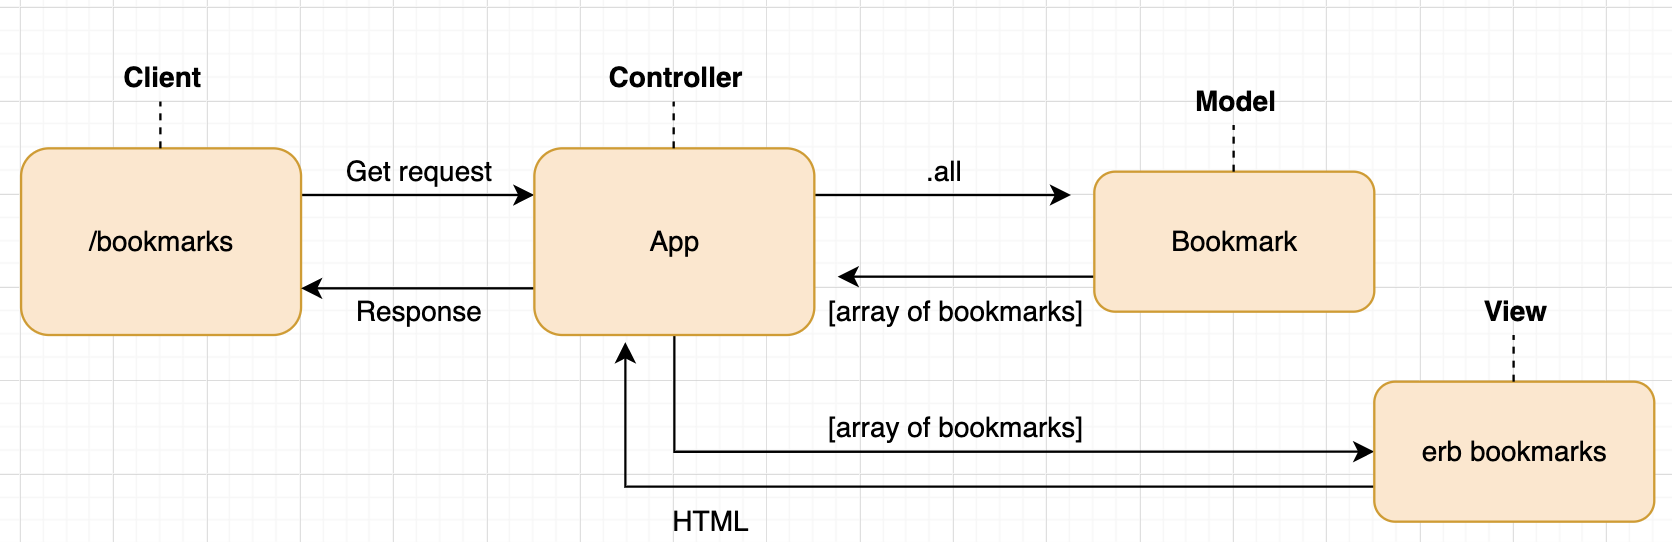 Client
Controller
Model
Get request
.all
/bookmarks
App
Bookmark
Response
[array of bookmarks]
View
[array of bookmarks]
erb bookmarks
HTML